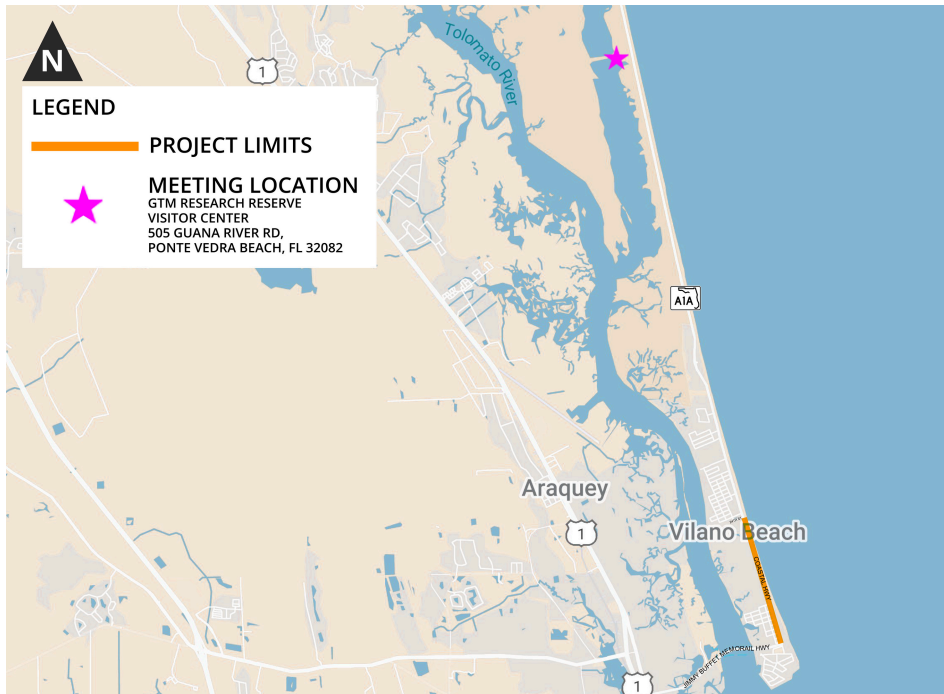 N
LEGEND
PROJECT LIMITS
MEETING LOCATION
GTM RESEARCH RESERVE
VISITOR CENTER
505 GUANA RIVER RD,
PONTE VEDRA BEACH, FL 32082
1
Tolomato River
A1A
Araquey
1
Vilano Beach
COASTAL HWY
JIMMY BUFFET MEMORIAL HWY
1